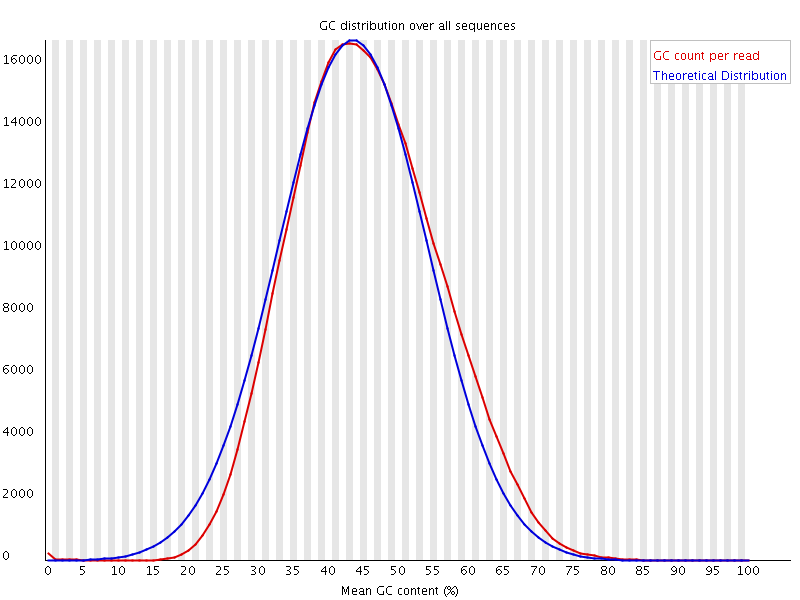 GC distribution over all sequences
GC count per read
Theoretical Distribution
16000
14000
12000
10000
8000
6000
4000
2000
0
0 5 10 15 20 25 30 35 40 45 50 55 60 65 70 75 80 85 90 95 100
Mean GC content (%)